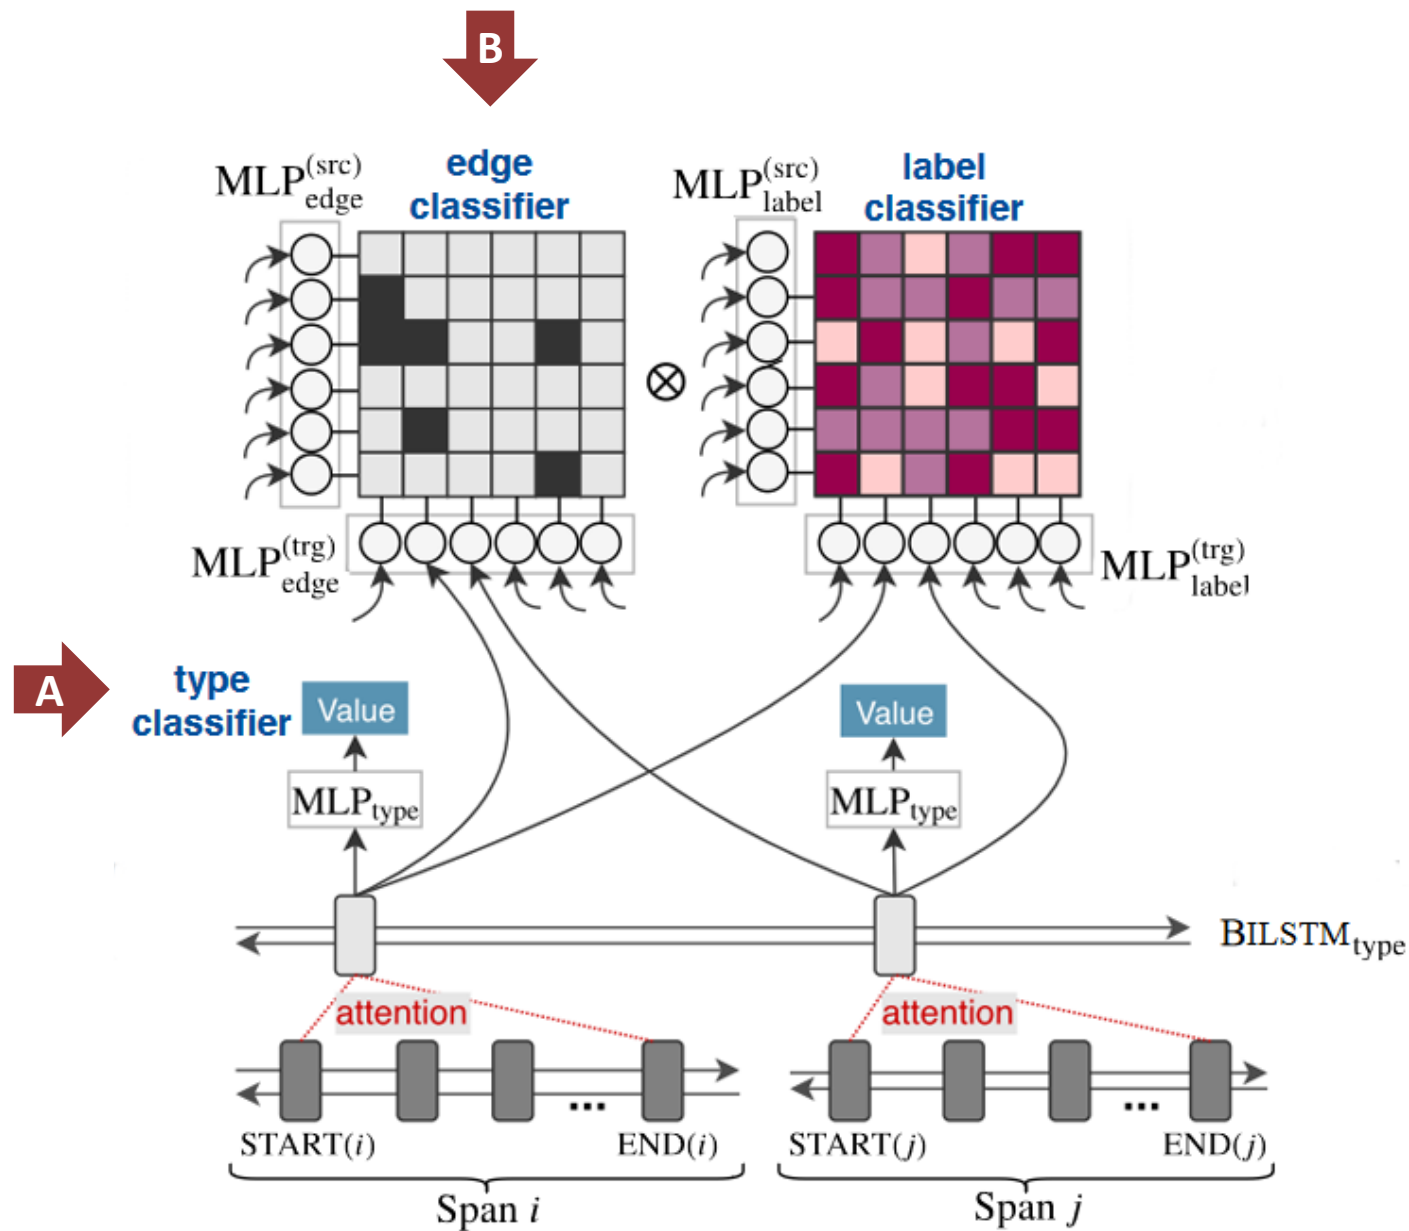 B
edge
classifier
MLP(src)edge
label
classifier
MLP(src)label
⊗
MLP(trg)edge
MLP(trg)label
A
type
classifier
Value
Value
MLPtype
MLPtype
BILSTMtype
attention
attention
...
...
START(i)
END(i)
START(j)
END(j)
Span i
Span j